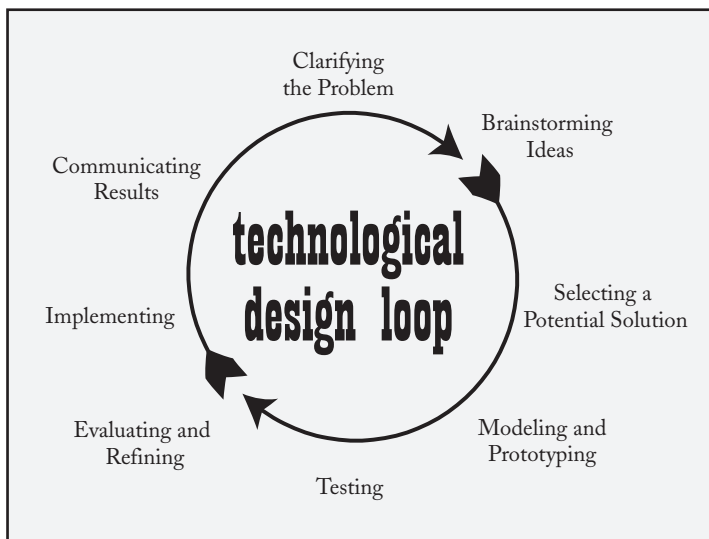 Clarifying
the Problem
Brainstorming
Ideas
Selecting a
Potential Solution
Modeling and
Prototyping
Testing
Evaluating and
Refining
Implementing
Communicating
Results
technological
design loop